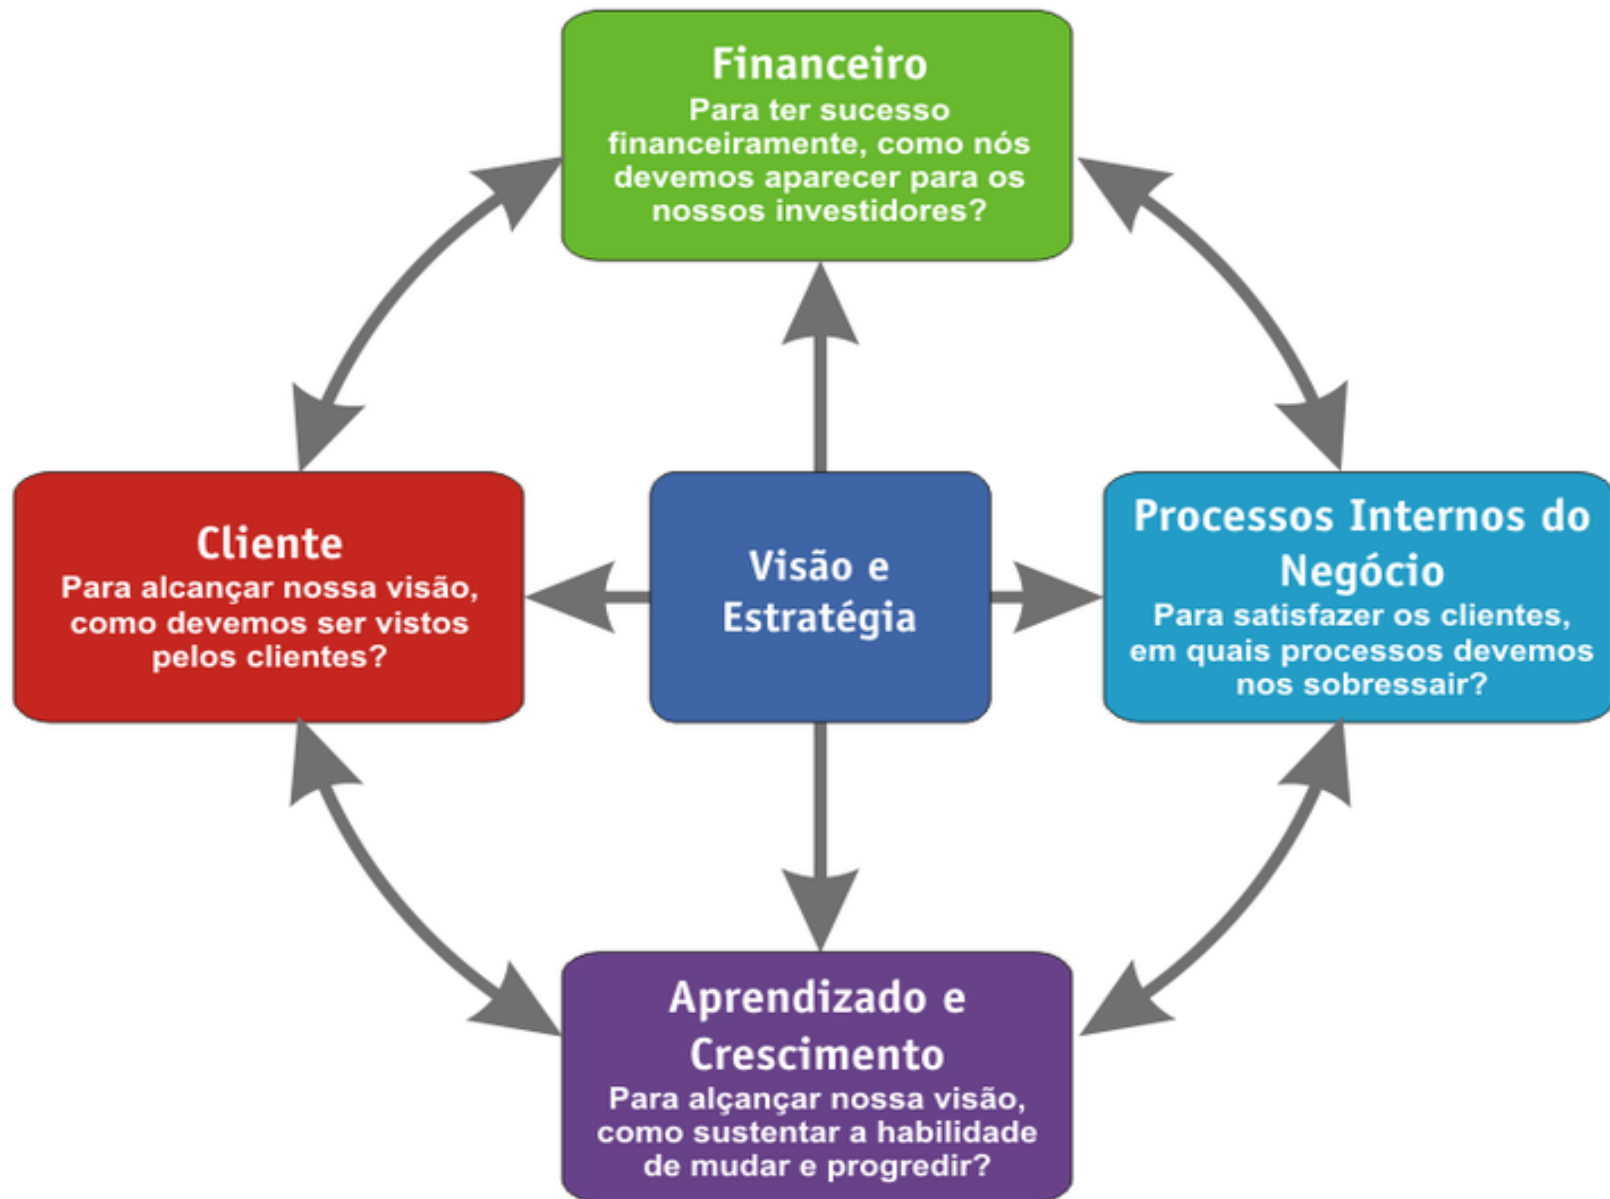 Financeiro
Para ter sucesso
financeiramente, como nós
devemos aparecer para os
nossos investidores?
Cliente
Para alcançar nossa visão,
como devemos ser vistos
pelos clientes?
Visão e
Estratégia
Processos Internos do
Negócio
Para satisfazer os clientes,
em quais processos devemos
nos sobressair?
Aprendizado e
Crescimento
Para alçançar nossa visão,
como sustentar a habilidade
de mudar e progredir?